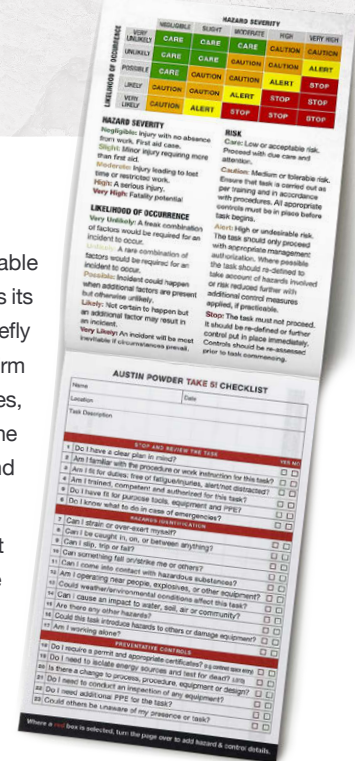 HAZARD SEVERITY
NEGLIGIBLE SLIGHT MODERATE HIGH VERY HIGH
LIKELIHOOD OF OCCURRENCE
VERY UNLIKELY CARE CARE CARE CAUTION CAUTION
UNLIKELY CARE CARE CAUTION CAUTION ALERT
POSSIBLE CARE CAUTION CAUTION ALERT STOP
LIKELY CAUTION CAUTION ALERT STOP STOP
VERY LIKELY CAUTION ALERT STOP STOP STOP
HAZARD SEVERITY
Negligible: Injury with no absence
from work. First aid case.
Slight: Minor injury requiring more
than first aid.
Moderate: Injury leading to lost
time or restricted work.
High: A serious injury.
Very High: Fatality potential
LIKELIHOOD OF OCCURRENCE
Very Unlikely: A freak combination
of factors would be required for an
incident to occur.
Unlikely: A rare combination of
factors would be required for an
incident to occur.
Possible: Incident could happen
when additional factors are present
but otherwise unlikely.
Likely: Not certain to happen but
an additional factor may result in
an incident.
Very Likely: An incident will be most
inevitable if circumstances prevail.
RISK
Care: Low or acceptable risk.
Proceed with due care and
attention.
Caution: Medium or tolerable risk.
Ensure that task is carried out as
per training and in accordance
with procedures. All appropriate
controls must be in place before
task begins.
Alert: High or undesirable risk.
The task should only proceed
with appropriate management
authorization. Where possible
the task should be re-defined to
take account of hazards involved
or risk reduced further with
additional control measures
applied, if practicable.
Stop: The task must not proceed.
It should be re-defined or further
control put in place immediately.
Controls should be re-assessed
prior to task commencing.
able
s its
efly
rm
es,
ne
nd
t
e
AUSTIN POWDER TAKE 5! CHECKLIST
Name
Location Date
Task Description
STOP AND REVIEW THE TASK YES NO
1 Do I have a clear plan in mind?
2 Am I familiar with the procedure or work instruction for this task?
3 Am I fit for duties: free of fatigue/injuries, alert/not distracted?
4 Am I trained, competent and authorized for this task?
5 Do I have fit for purpose tools, equipment and PPE?
6 Do I know what to do in case of emergencies?
HAZARDS IDENTIFICATION
7 Can I strain or over-exert myself?
8 Can I be caught in, on, or between anything?
9 Can I slip, trip or fall?
10 Can something fall on/strike me or others?
11 Can I come into contact with hazardous substances?
12 Am I operating near people, explosives, or other equipment?
13 Could weather/environmental conditions affect this task?
14 Can I cause an impact to water, soil, air or community?
15 Are there any other hazards?
16 Could this task introduce hazards to others or damage equipment?
17 Am I working alone?
PREVENTATIVE CONTROLS
18 Do I require a permit and appropriate certificates?
19 Do I need to isolate energy sources and test for dead?
20 Is there a change to process, procedure, equipment or design?
21 Do I need to conduct an inspection of any equipment?
22 Do I need additional PPE for the task?
23 Could others be unaware of my presence or task?
Where a red box is selected, turn the page over to add hazard & control details.